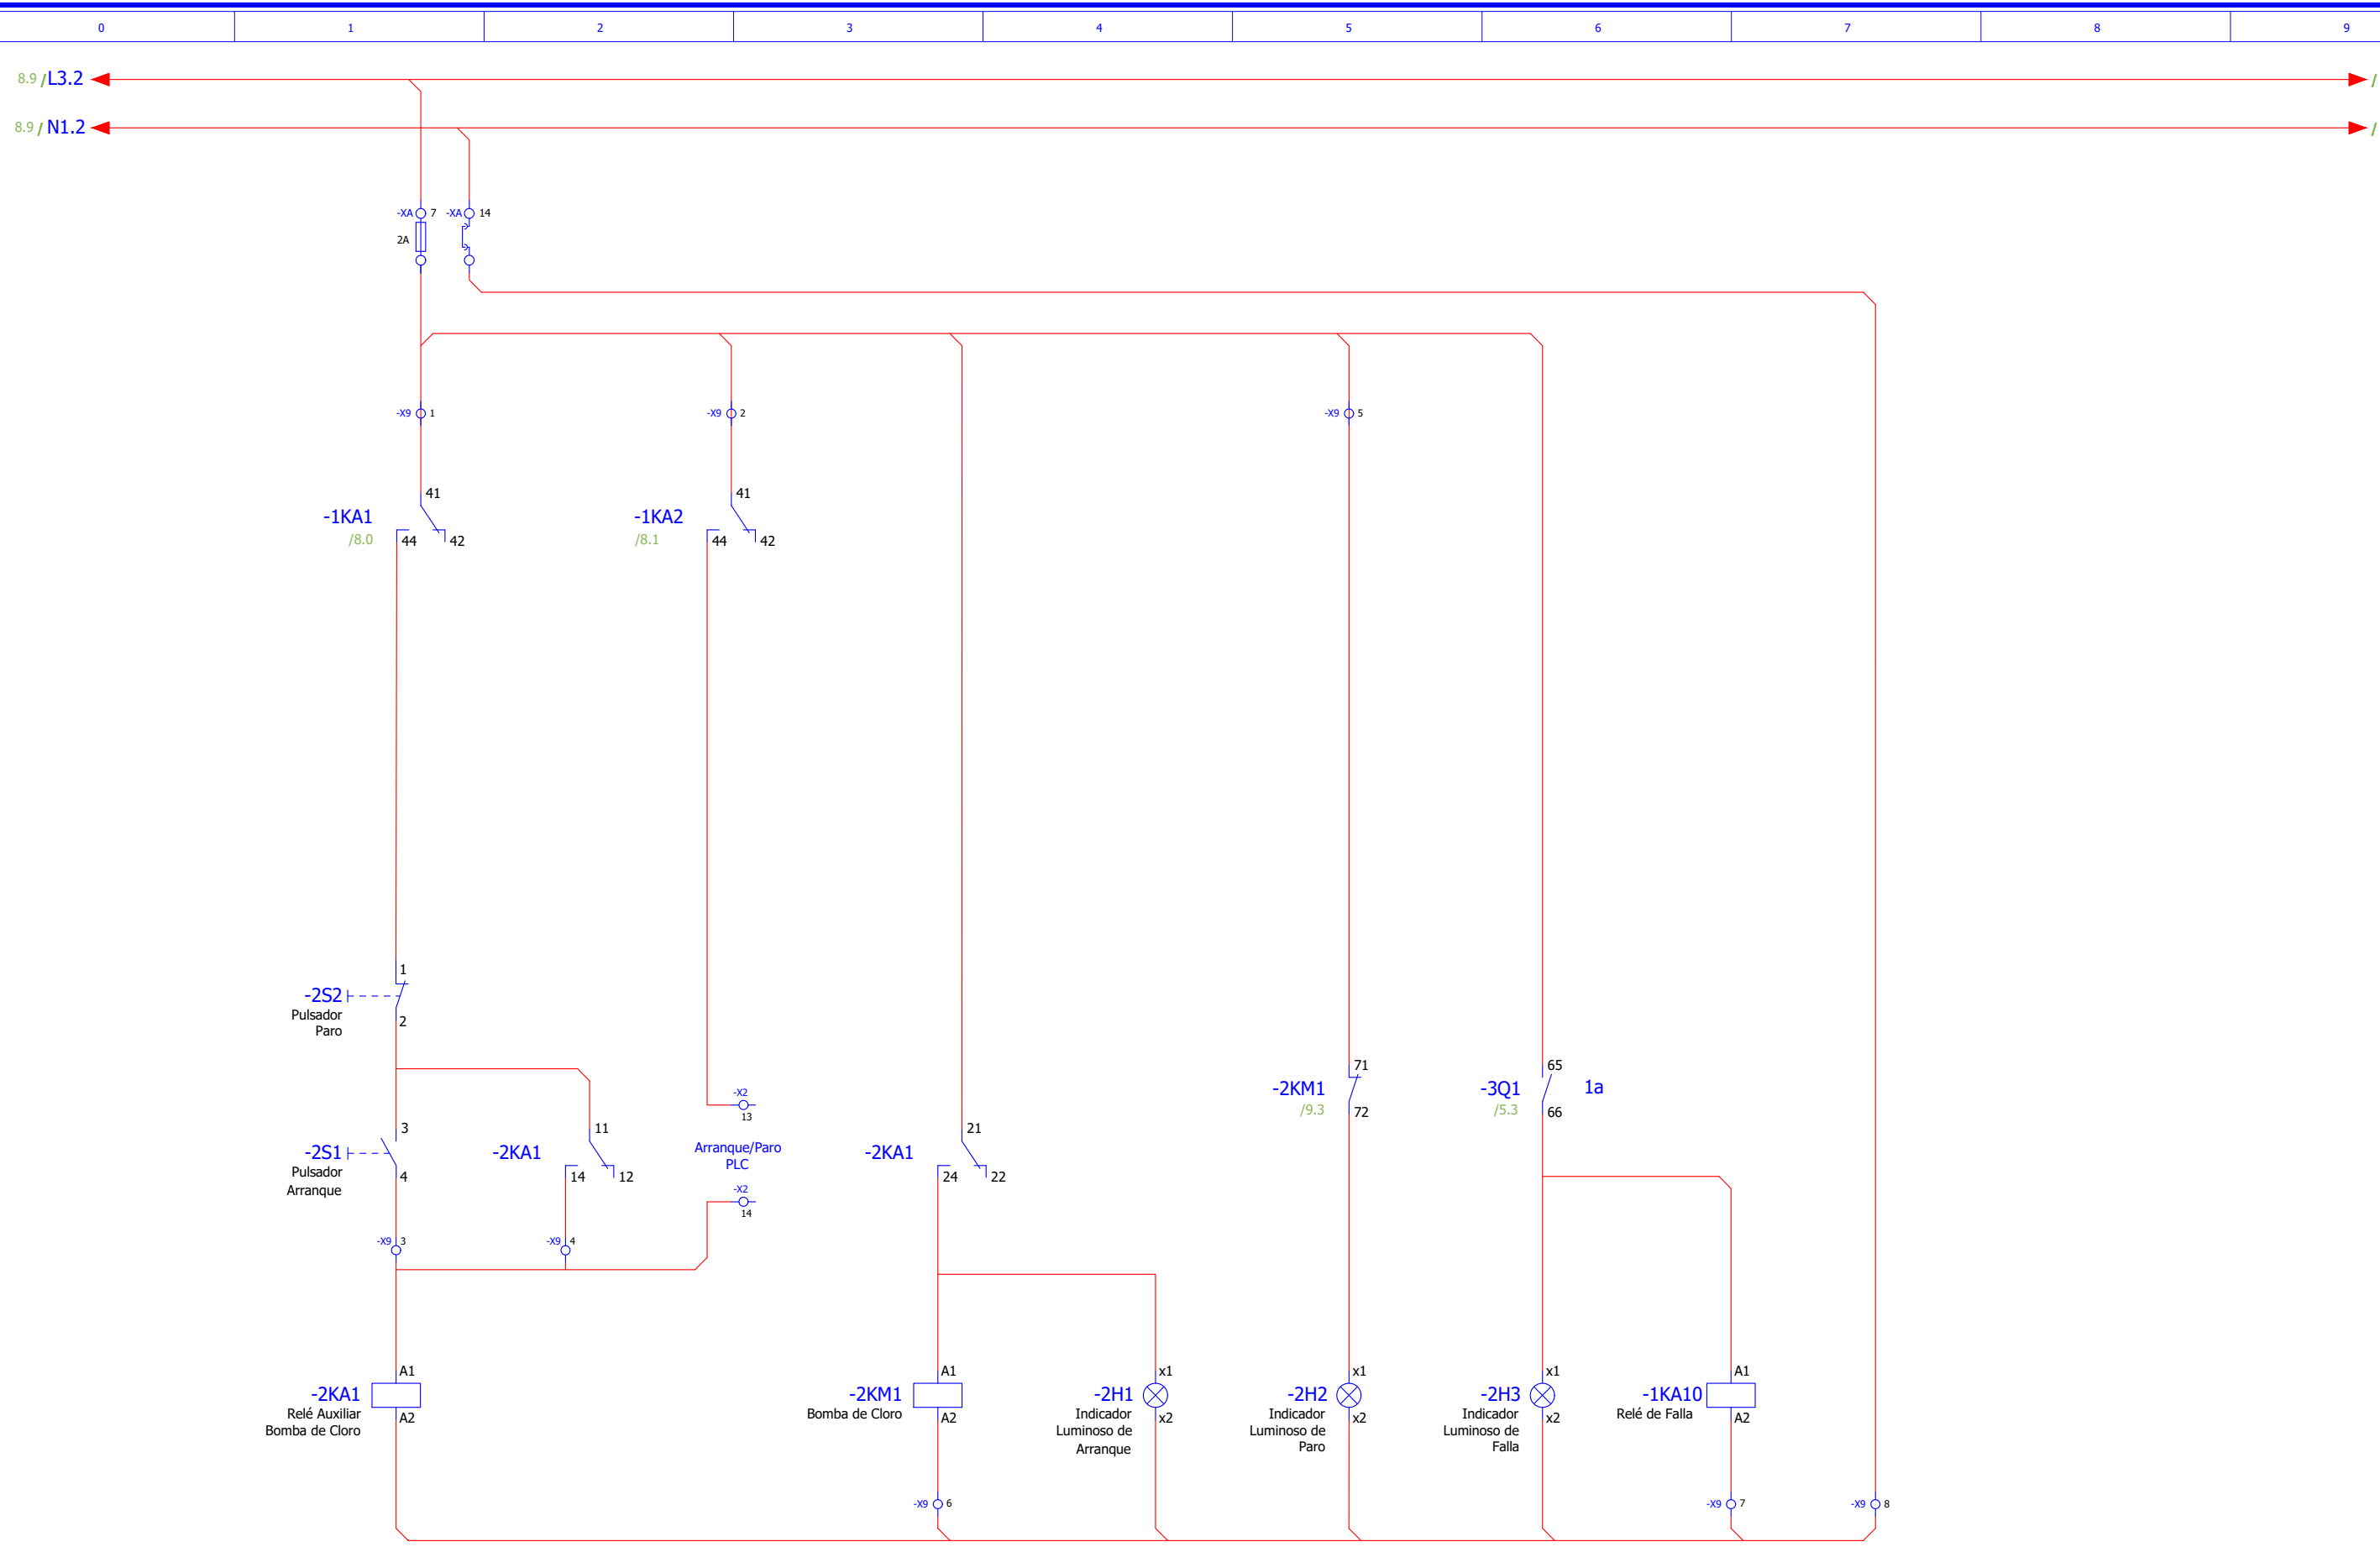 0 1 2 3 4 5 6 7 8 9
8.9 / L3.2 /
8.9 / N1.2 /
-XA 7 -XA 14
2A
-X9 1 -X9 2 -X9 5
41 41
-1KA1 -1KA2
/8.0 44 42 /8.1 44 42
1
-2S2
Pulsador
Paro
2
71 65
-2KM1 -3Q1 1a
/9.3 72 /5.3 66
-X2
13
3 11 21
-2S1 -2KA1 -2KA1
Arranque/Paro
PLC
Pulsador
Arranque
4 14 12 24 22
-X2
14
-X9 3 -X9 4
A1 A1 x1 x1 x1 A1
-2KA1 -2KM1 -2H1 -2H2 -2H3 -1KA10
A2 A2 x2 x2 x2 A2
Relé Auxiliar
Bomba de Cloro
Bomba de Cloro
Indicador
Luminoso de
Arranque
Indicador
Luminoso de
Paro
Indicador
Luminoso de
Falla
Relé de Falla
-X9 6 -X9 7 -X9 8